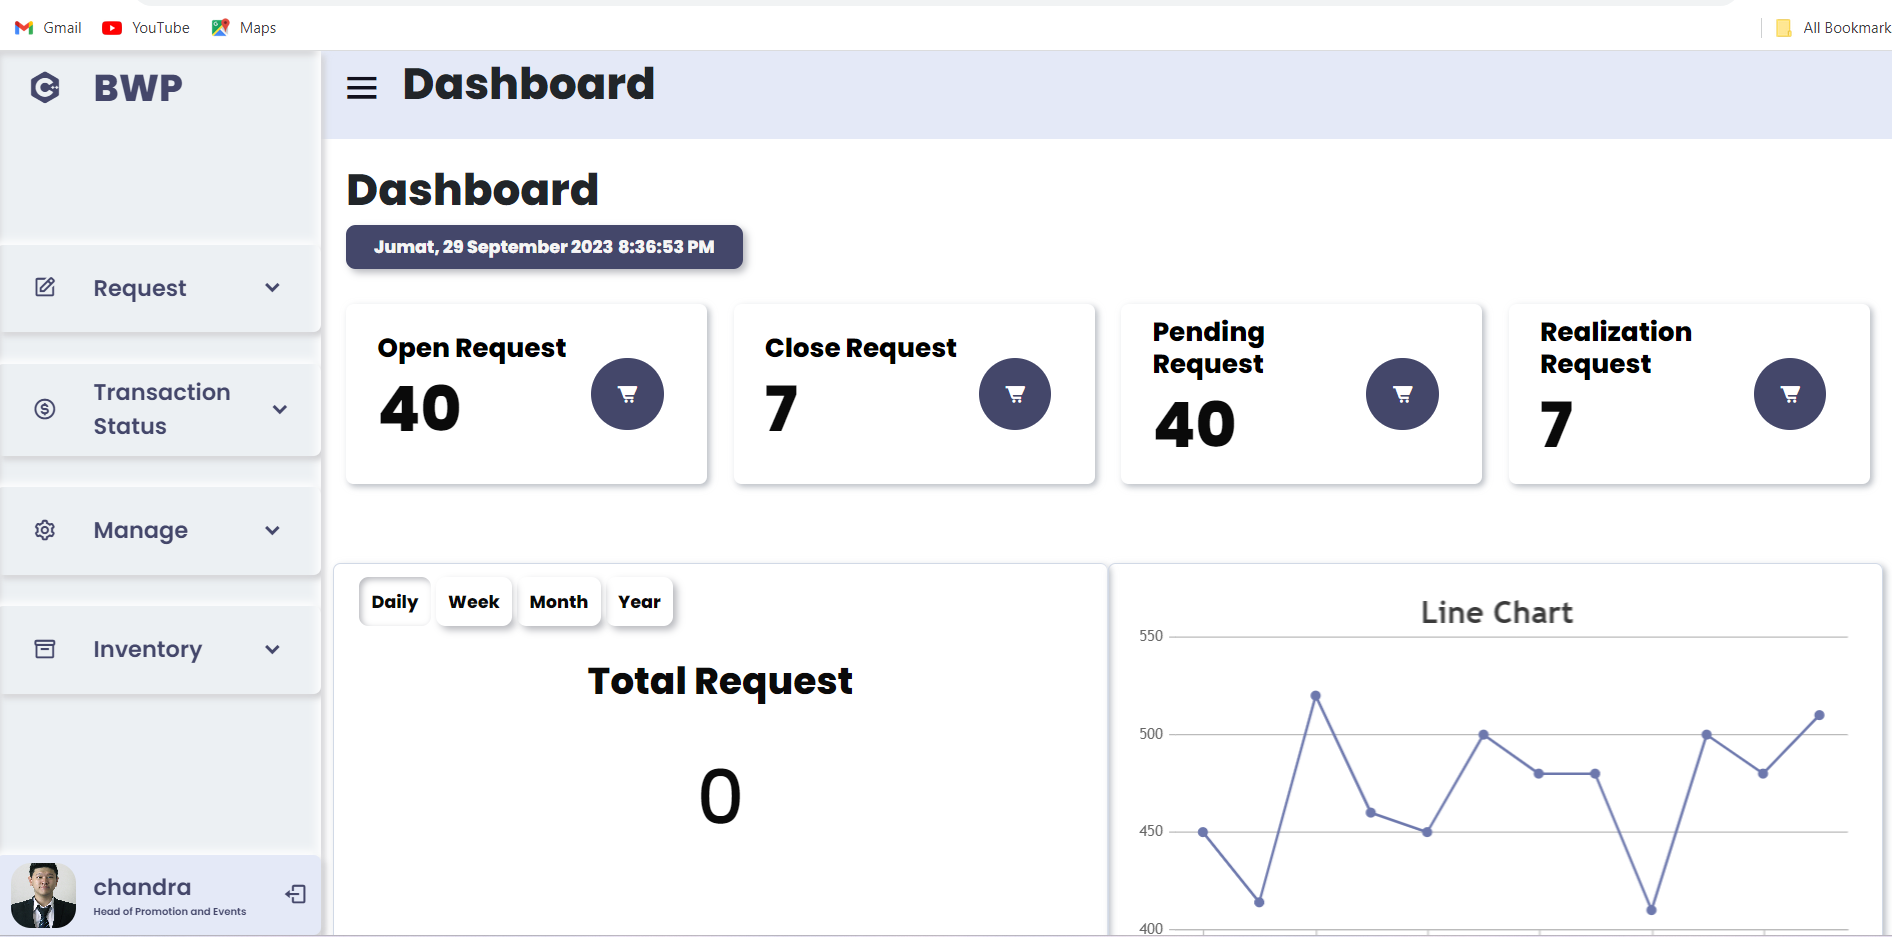 Gmail YouTube Maps All Bookmark
BWP
Dashboard
Request
Transaction
Status
Manage
Inventory
chandra
Head of Promotion and Events
Dashboard
Jumat, 29 September 2023 8:36:53 PM
Open Request
40
Close Request
7
Pending
Request
40
Realization
Request
7
Daily Week Month Year
Total Request
0
Line Chart
550
500
450
400